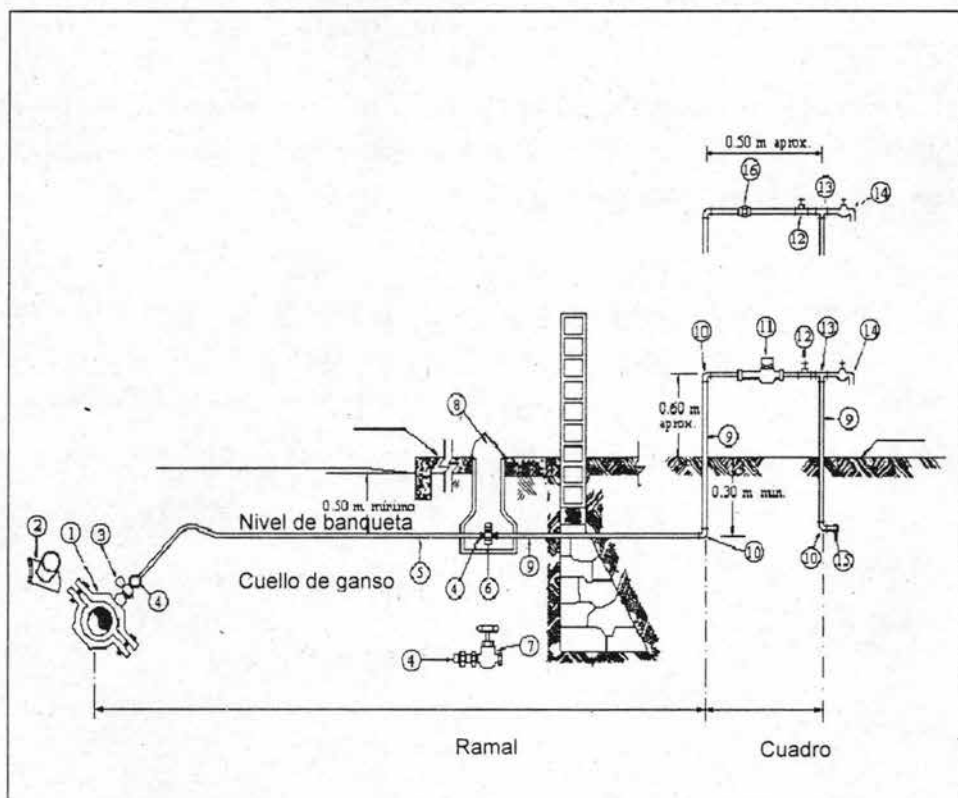 0.50 m aprox.
16
13
14
12
10
11
12
13
14
8
0.60 m
aprox.
9
9
0.50 m mínimo
0.30 m min.
Nivel de banqueta
2
1
3
4
5
4
6
9
10
10
15
Cuello de ganso
4
7
Ramal
Cuadro